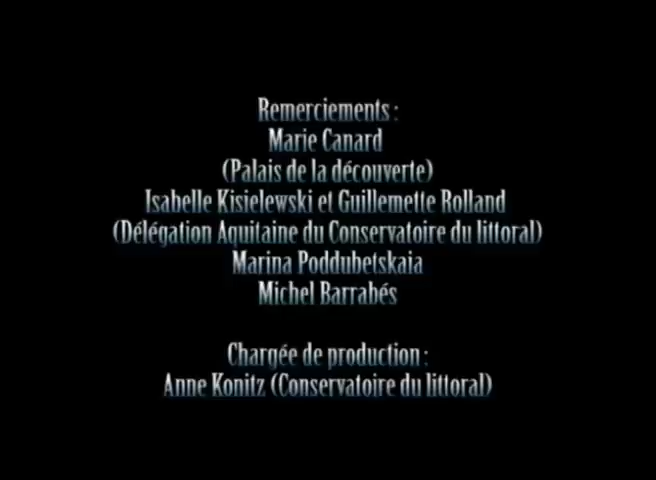 Remerciements :
Marie Canard
(Palais de la découverte)
Isabelle Kisielewski et Guillemette Rolland
(Délégation Aquitaine du Conservatoire du littoral)
Marina Poddubetskaia
Michel Barrabés
Chargée de production :
Anne Konitz (Conservatoire du littoral)